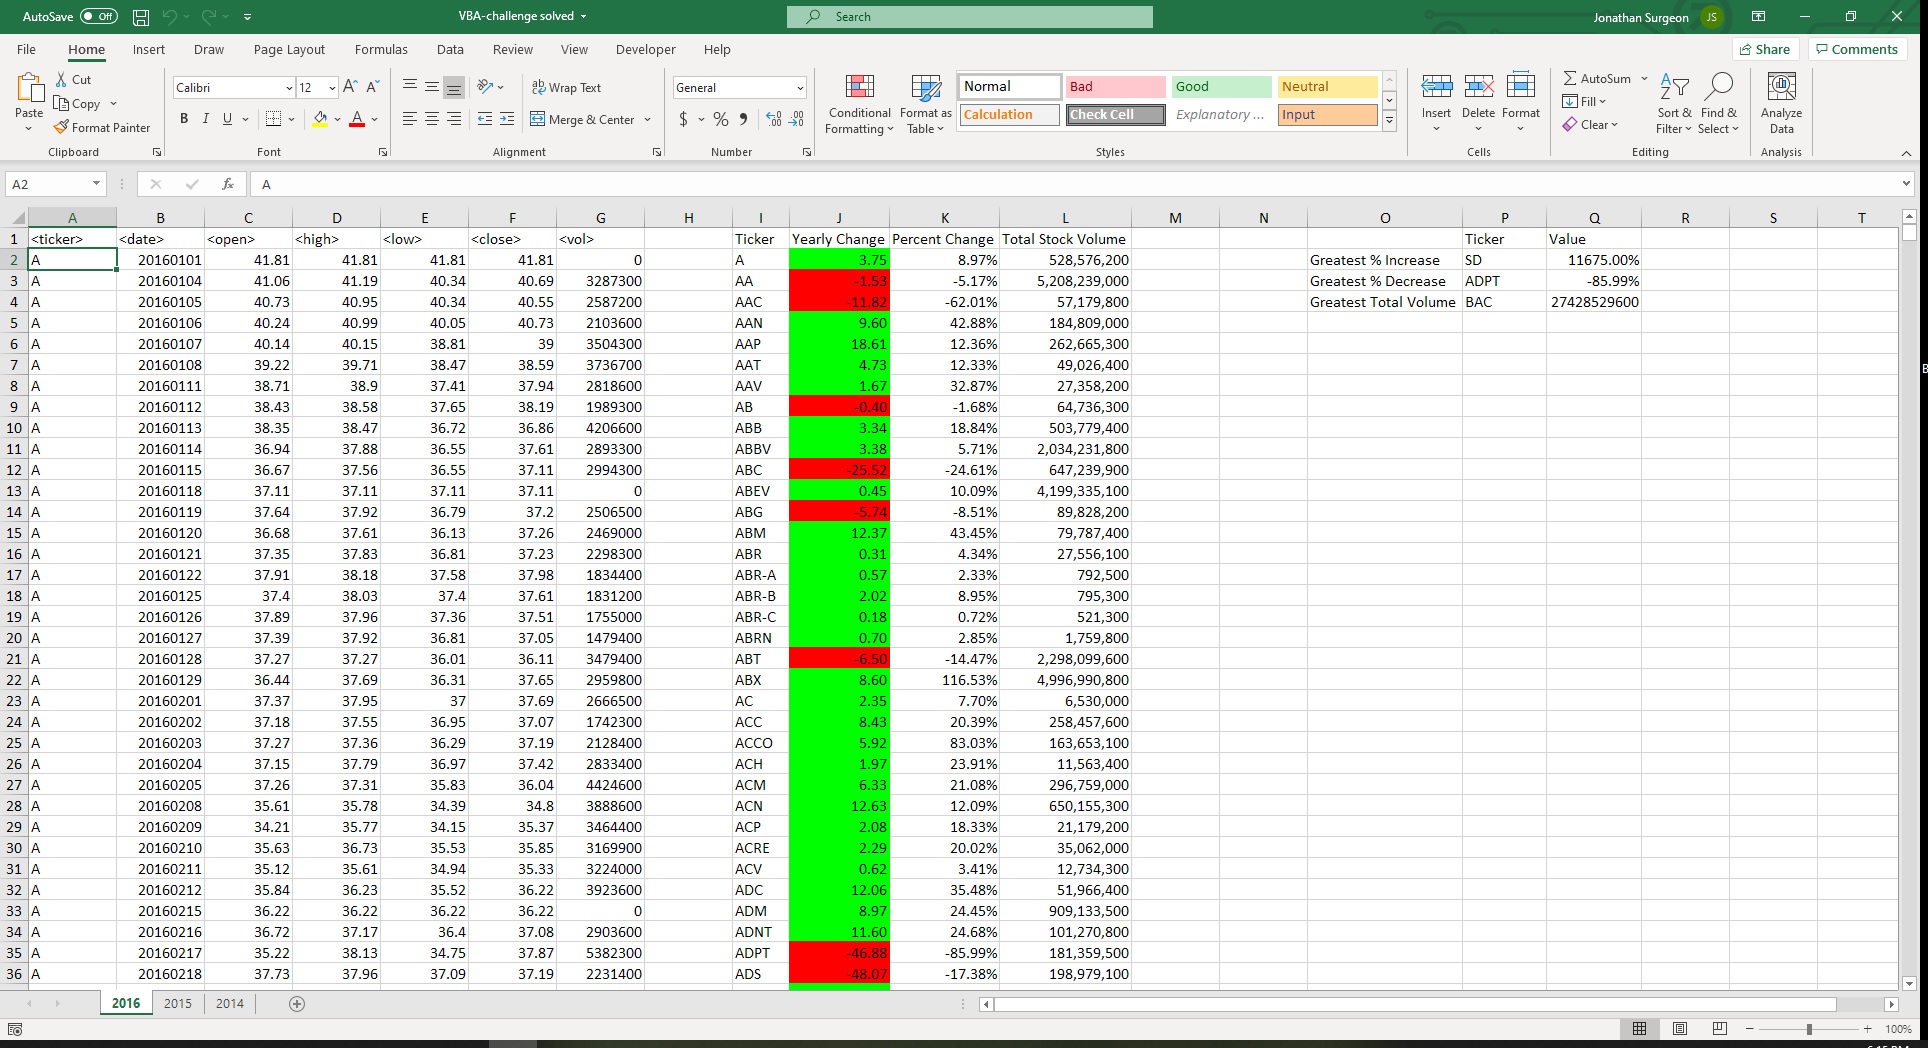 AutoSave Off VBA-challenge solved Search Jonathan Surgeon JS
File Home Insert Draw Page Layout Formulas Data Review View Developer Help Share Comments
Cut Calibri 12 Wrap Text General Normal Bad Good Neutral AutoSum
Copy Fill
Paste Format Painter B I U A Merge & Center $ % Conditional Formatting Format as Table Calculation Check Cell Explanatory ... Input Insert Delete Format Clear Sort & Filter Find & Select Analyze Data
Clipboard Font Alignment Number Styles Cells Editing Analysis
A2 fx A
A B C D E F G H I J K L M N O P Q R S T
1 <ticker> <date> <open> <high> <low> <close> <vol> Ticker Yearly Change Percent Change Total Stock Volume Ticker Value
2 A 20160101 41.81 41.81 41.81 41.81 0 A 3.75 8.97% 528,576,200 Greatest % Increase SD 11675.00%
3 A 20160104 41.06 41.19 40.34 40.69 3287300 AA -1.53 -5.17% 5,208,239,000 Greatest % Decrease ADPT -85.99%
4 A 20160105 40.73 40.95 40.34 40.55 2587200 AAC -11.82 -62.01% 57,179,800 Greatest Total Volume BAC 27428529600
5 A 20160106 40.24 40.99 40.05 40.73 2103600 AAN 9.60 42.88% 184,809,000
6 A 20160107 40.14 40.15 38.81 39 3504300 AAP 18.61 12.36% 262,665,300
7 A 20160108 39.22 39.71 38.47 38.59 3736700 AAT 4.73 12.33% 49,026,400
8 A 20160111 38.71 38.9 37.41 37.94 2818600 AAV 1.67 32.87% 27,358,200
9 A 20160112 38.43 38.58 37.65 38.19 1989300 AB -0.40 -1.68% 64,736,300
10 A 20160113 38.35 38.47 36.72 36.86 4206600 ABB 3.34 18.84% 503,779,400
11 A 20160114 36.94 37.88 36.55 37.61 2893300 ABBV 3.38 5.71% 2,034,231,800
12 A 20160115 36.67 37.56 36.55 37.11 2994300 ABC -25.52 -24.61% 647,239,900
13 A 20160118 37.11 37.11 37.11 37.11 0 ABEV 0.45 10.09% 4,199,335,100
14 A 20160119 37.64 37.92 36.79 37.2 2506500 ABG -5.74 -8.51% 89,828,200
15 A 20160120 36.68 37.61 36.13 37.26 2469000 ABM 12.37 43.45% 79,787,400
16 A 20160121 37.35 37.83 36.81 37.23 2298300 ABR 0.31 4.34% 27,556,100
17 A 20160122 37.91 38.18 37.58 37.98 1834400 ABR-A 0.57 2.33% 792,500
18 A 20160125 37.4 38.03 37.4 37.61 1831200 ABR-B 2.02 8.95% 795,300
19 A 20160126 37.89 37.96 37.36 37.51 1755000 ABR-C 0.18 0.72% 521,300
20 A 20160127 37.39 37.92 36.81 37.05 1479400 ABRN 0.70 2.85% 1,759,800
21 A 20160128 37.27 37.27 36.01 36.11 3479400 ABT -6.50 -14.47% 2,298,099,600
22 A 20160129 36.44 37.69 36.31 37.65 2959800 ABX 8.60 116.53% 4,996,990,800
23 A 20160201 37.37 37.95 37 37.69 2666500 AC 2.35 7.70% 6,530,000
24 A 20160202 37.18 37.55 36.95 37.07 1742300 ACC 8.43 20.39% 258,457,600
25 A 20160203 37.27 37.36 36.29 37.19 2128400 ACCO 5.92 83.03% 163,653,100
26 A 20160204 37.15 37.79 36.97 37.42 2833400 ACH 1.97 23.91% 11,563,400
27 A 20160205 37.26 37.31 35.83 36.04 4424600 ACM 6.33 21.08% 296,759,000
28 A 20160208 35.61 35.78 34.39 34.8 3888600 ACN 12.63 12.09% 650,155,300
29 A 20160209 34.21 35.77 34.15 35.37 3464400 ACP 2.08 18.33% 21,179,200
30 A 20160210 35.63 36.73 35.53 35.85 3169900 ACRE 2.29 20.02% 35,062,000
31 A 20160211 35.12 35.61 34.94 35.33 3224000 ACV 0.62 3.41% 12,734,300
32 A 20160212 35.84 36.23 35.52 36.22 3923600 ADC 12.06 35.48% 51,966,400
33 A 20160215 36.22 36.22 36.22 36.22 0 ADM 8.97 24.45% 909,133,500
34 A 20160216 36.72 37.17 36.4 37.08 2903600 ADNT 11.60 24.68% 101,270,800
35 A 20160217 35.22 38.13 34.75 37.87 5382300 ADPT -46.88 -85.99% 181,359,500
36 A 20160218 37.73 37.96 37.09 37.19 2231400 ADS -48.07 -17.38% 198,979,100
2016 2015 2014
100%